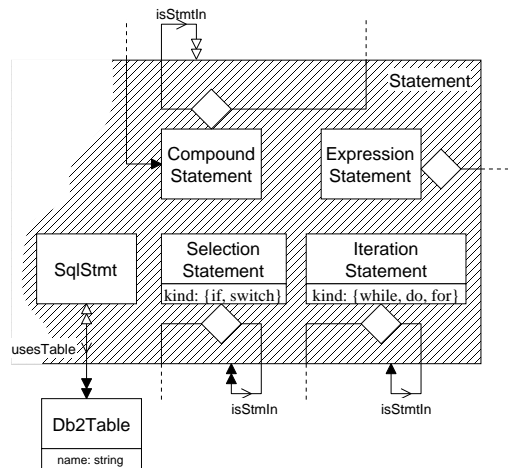 isStmtIn
Statement
Compound
Statement
Expression
Statement
SqlStmt
Selection
Statement
kind: {if, switch}
Iteration
Statement
kind: {while, do, for}
usesTable
isStmIn
isStmtIn
Db2Table
name: string